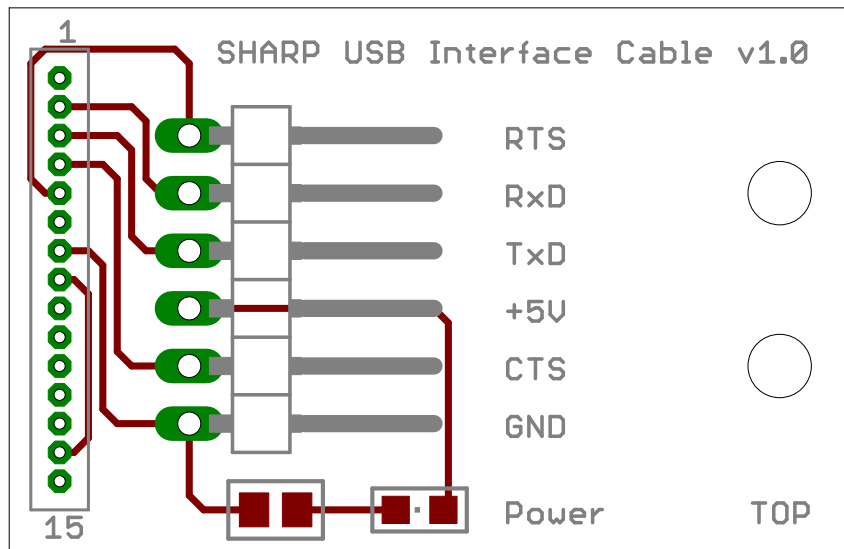 1
SHARP USB Interface Cable v1.0
RTS
RxD
TxD
+5V
CTS
GND
15
Power
TOP